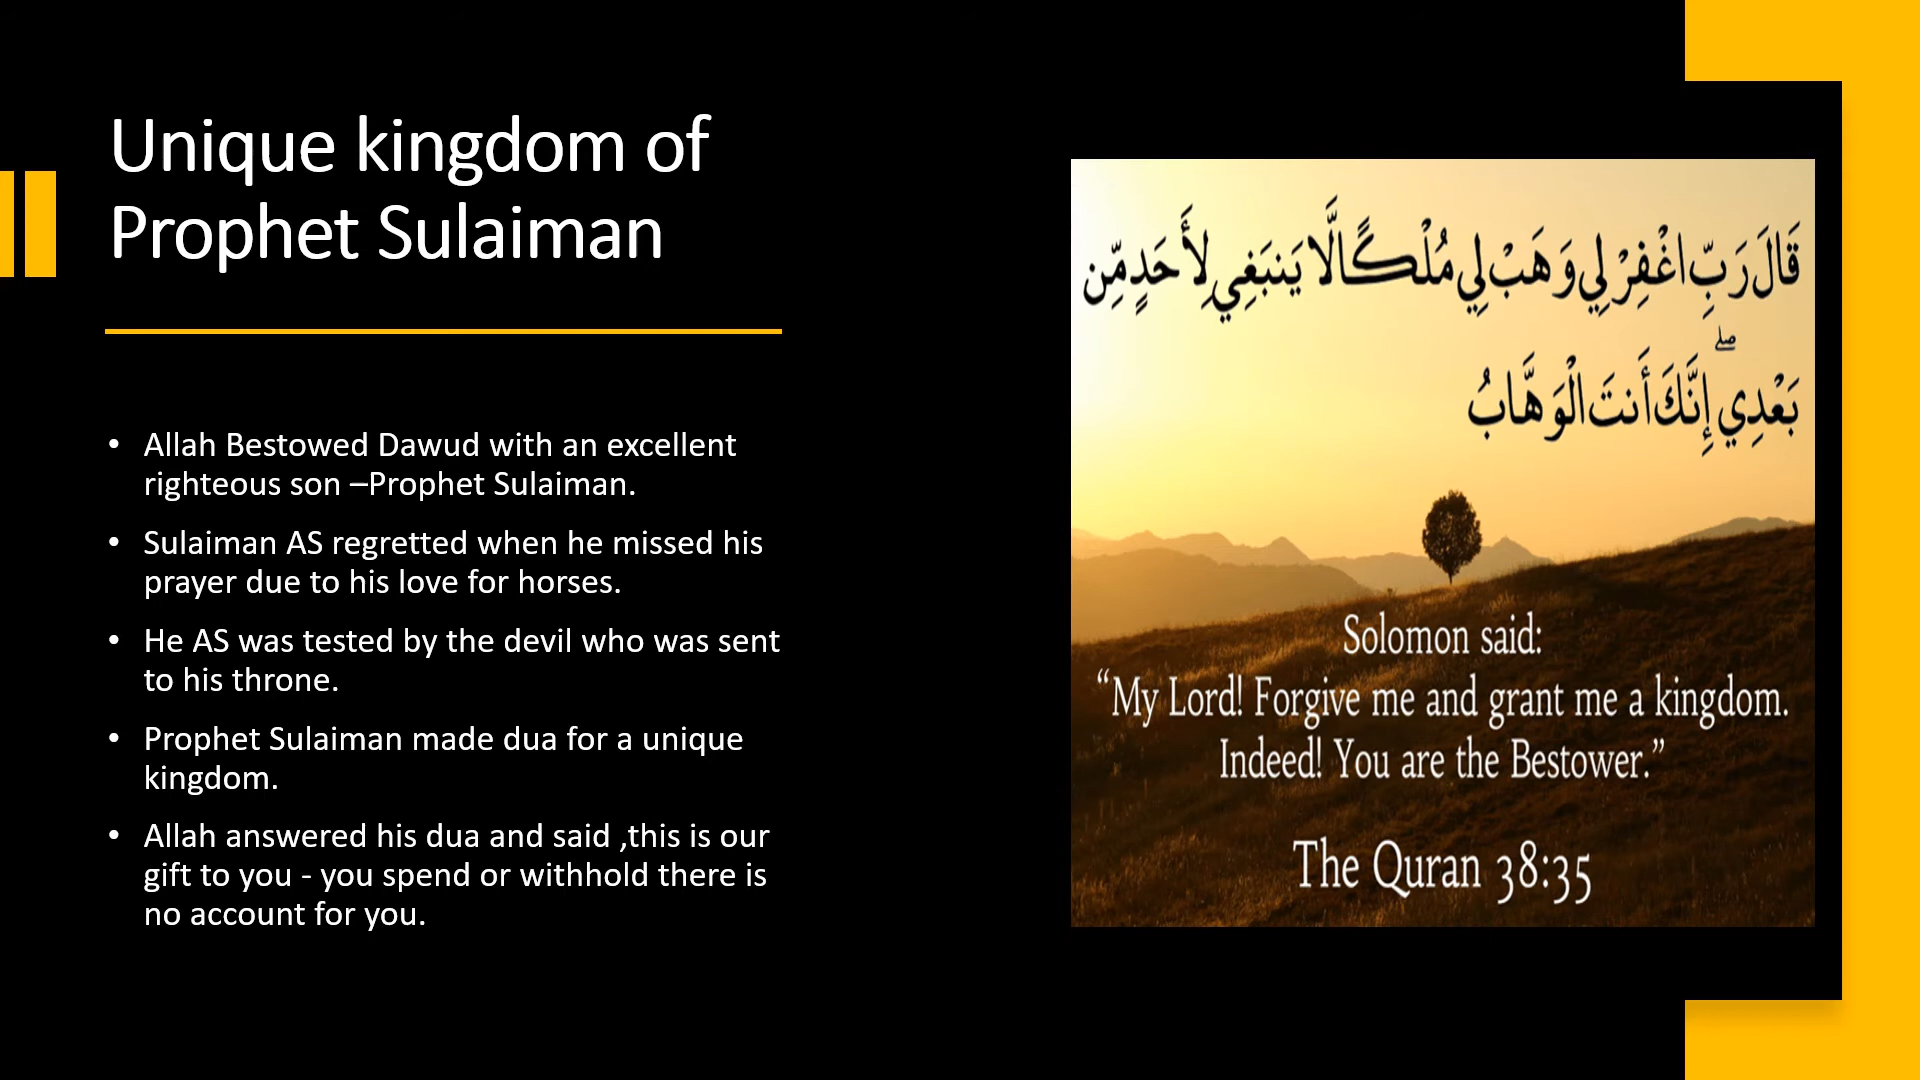 Unique kingdom of
Prophet Sulaiman
• Allah Bestowed Dawud with an excellent
righteous son –Prophet Sulaiman.
• Sulaiman AS regretted when he missed his
prayer due to his love for horses.
• He AS was tested by the devil who was sent
to his throne.
• Prophet Sulaiman made dua for a unique
kingdom.
• Allah answered his dua and said ,this is our
gift to you - you spend or withhold there is
no account for you.
قَالَ رَبِّ اغْفِرْ لِي وَهَبْ لِي مُلْكًا لَّا يَنبَغِي لِأَحَدٍ مِّن
بَعْدِي ۖ إِنَّكَ أَنتَ الْوَهَّابُ
Solomon said:
“My Lord! Forgive me and grant me a kingdom.
Indeed! You are the Bestower.”
The Quran 38:35